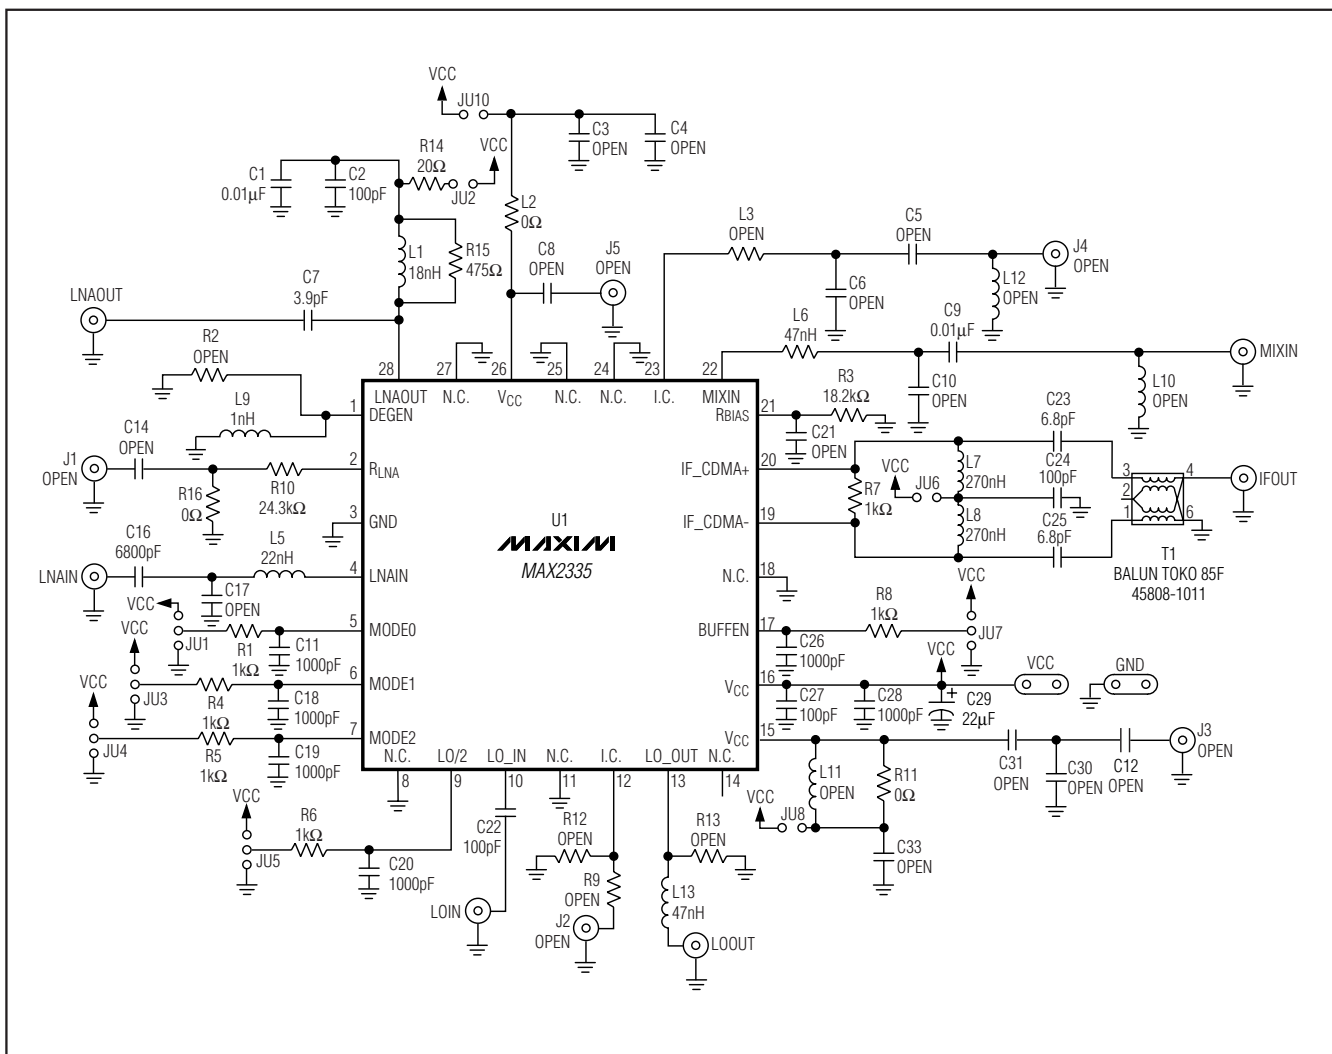 VCC
JU10
C3
OPEN
C4
OPEN
R14
20Ω
VCC
JU2
C1
0.01µF
C2
100pF
L2
0Ω
L1
18nH
R15
475Ω
C8
OPEN
J5
OPEN
L3
OPEN
C5
OPEN
J4
OPEN
C6
OPEN
L12
OPEN
LNAOUT
C7
3.9pF
L6
47nH
C9
0.01µF
MIXIN
C10
OPEN
L10
OPEN
R2
OPEN
L9
1nH
28
27
26
25
24
23
22
LNAOUT
N.C.
VCC
N.C.
N.C.
I.C.
MIXIN
1
DEGEN
RBIAS
21
R3
18.2kΩ
C21
OPEN
C23
6.8pF
J1
OPEN
C14
OPEN
R16
0Ω
R10
24.3kΩ
2
RLNA
IF_CDMA+
20
R7
1kΩ
VCC
JU6
L7
270nH
C24
100pF
L8
270nH
C25
6.8pF
3
2
1
4
6
IFOUT
T1
BALUN TOKO 85F
45808-1011
3
GND
IF_CDMA-
19
U1
MAXIM
MAX2335
LNAIN
C16
6800pF
C17
OPEN
L5
22nH
4
LNAIN
N.C.
18
VCC
JU1
R1
1kΩ
C11
1000pF
5
MODE0
BUFFEN
17
C26
1000pF
R8
1kΩ
VCC
JU7
VCC
JU3
R4
1kΩ
C18
1000pF
6
MODE1
VCC
16
C27
100pF
C28
1000pF
VCC
+
C29
22µF
VCC
GND
VCC
JU4
R5
1kΩ
C19
1000pF
7
MODE2
VCC
15
L11
OPEN
R11
0Ω
C31
OPEN
C30
OPEN
C12
OPEN
J3
OPEN
VCC
JU8
C33
OPEN
N.C.
LO/2
LO_IN
N.C.
I.C.
LO_OUT
N.C.
8
9
10
11
12
13
14
VCC
JU5
R6
1kΩ
C20
1000pF
C22
100pF
LOIN
R12
OPEN
R9
OPEN
J2
OPEN
R13
OPEN
L13
47nH
LOOUT